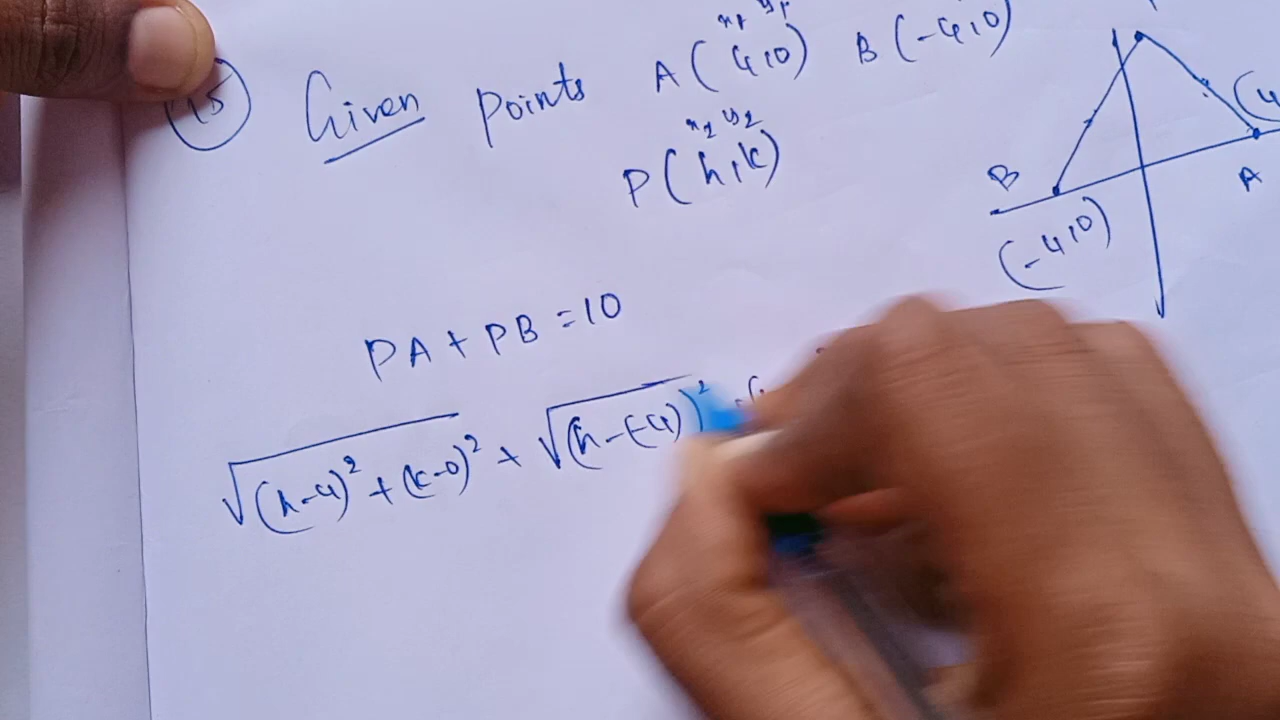 x₁ y₁
(15) Given points A(4,0) B(-4,0)
x₂ y₂
P(h,k)
B
A
(4
(-4,0)
PA + PB = 10
√(h-4)² + (k-0)² + √(h-(-4))²